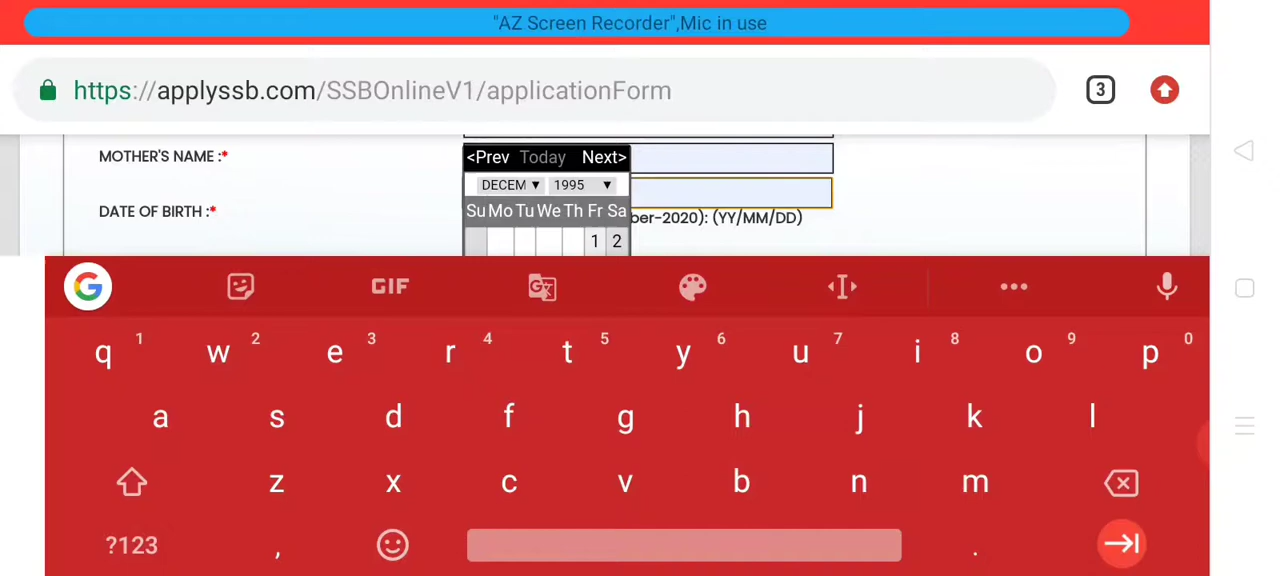 "AZ Screen Recorder",Mic in use
https://applyssb.com/SSBOnlineV1/applicationForm
3
MOTHER'S NAME :*
<Prev Today Next>
DECEM ▼ 1995 ▼
DATE OF BIRTH :*
Su Mo Tu We Th Fr Sa
ber-2020): (YY/MM/DD)
1 2
G GIF G
q 1 w 2 e 3 r 4 t 5 y 6 u 7 i 8 o 9 p 0
a s d f g h j k l
z x c v b n m
?123 , .